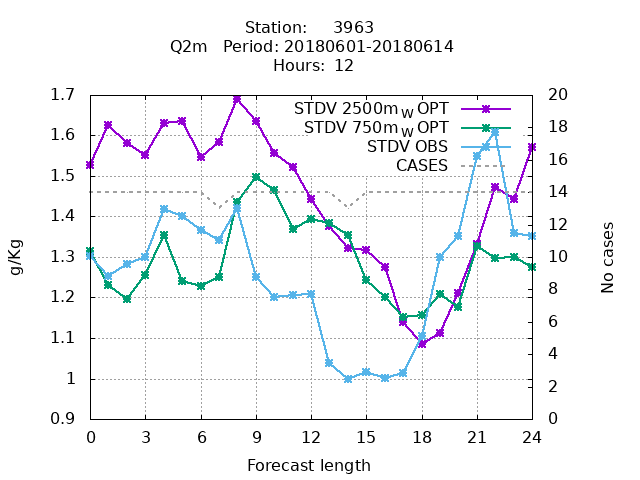 Station: 3963
Q2m Period: 20180601-20180614
Hours: 12
STDV 2500m_W OPT
STDV 750m_W OPT
STDV OBS
CASES
1.7
1.6
1.5
1.4
1.3
1.2
1.1
1
0.9
20
18
16
14
12
10
8
6
4
2
0
g/Kg
No cases
0 3 6 9 12 15 18 21 24
Forecast length